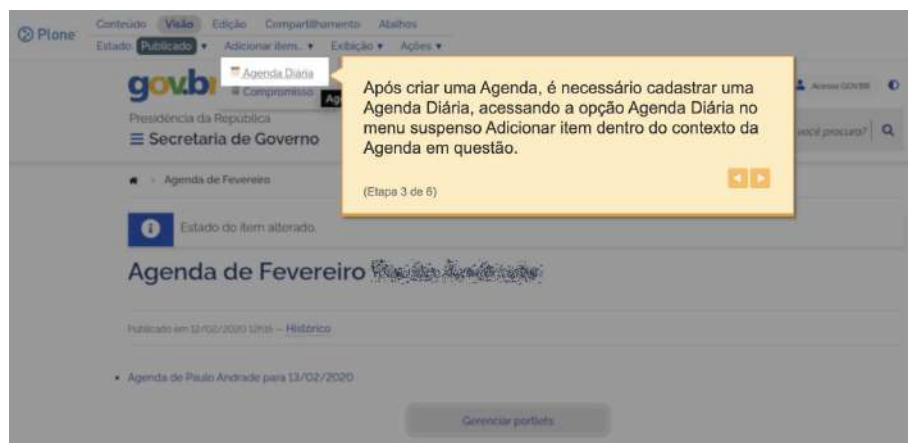 Plone
Conteúdo Visão Edição Compartilhamento Atalhos
Estado: Publicado ▾ Adicionar item... ▾ Exibição ▾ Ações ▾
Agenda Diária
Compromisso
gov.b
Acesso GOV.BR
Após criar uma Agenda, é necessário cadastrar uma
Agenda Diária, acessando a opção Agenda Diária no
menu suspenso Adicionar item dentro do contexto da
Agenda em questão.
(Etapa 3 de 6)
Presidência da República
Secretaria de Governo
você procura?
Agenda de Fevereiro
Estado do item alterado.
Agenda de Fevereiro
Publicado em 12/02/2020 – Histórico
Agenda de Paulo Andrade para 13/02/2020
Gerenciar portlets